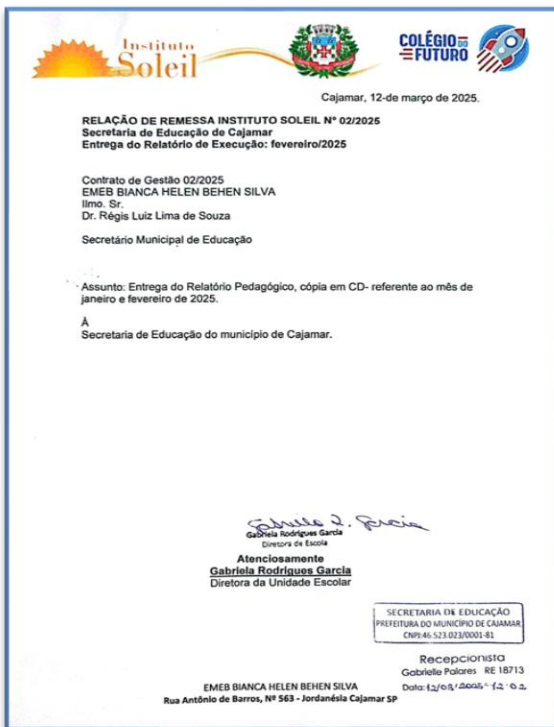 Instituto
Soleil
COLÉGIO DO
FUTURO
Cajamar, 12-de março de 2025.
RELAÇÃO DE REMESSA INSTITUTO SOLEIL Nº 02/2025
Secretaria de Educação de Cajamar
Entrega do Relatório de Execução: fevereiro/2025
Contrato de Gestão 02/2025
EMEB BIANCA HELEN BEHEN SILVA
Ilmo. Sr.
Dr. Régis Luiz Lima de Souza
Secretário Municipal de Educação
Assunto: Entrega do Relatório Pedagógico, cópia em CD- referente ao mês de
janeiro e fevereiro de 2025.
À
Secretaria de Educação do município de Cajamar.
Gabriela R. Garcia
Gabriela Rodrigues Garcia
Diretora de Escola
Atenciosamente
Gabriela Rodrigues Garcia
Diretora da Unidade Escolar
SECRETARIA DE EDUCAÇÃO
PREFEITURA DO MUNICÍPIO DE CAJAMAR
CNPJ:46.523.023/0001-81
Recepcionista
Gabrielle Palares RE 18713
Data:
EMEB BIANCA HELEN BEHEN SILVA
Rua Antônio de Barros, Nº 563 - Jordanésia Cajamar SP